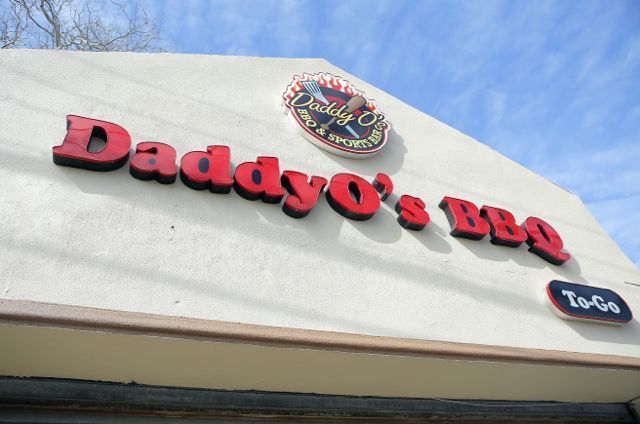 Daddy O's
BBQ & SPORTS BAR
DaddyO's BBQ
To-Go